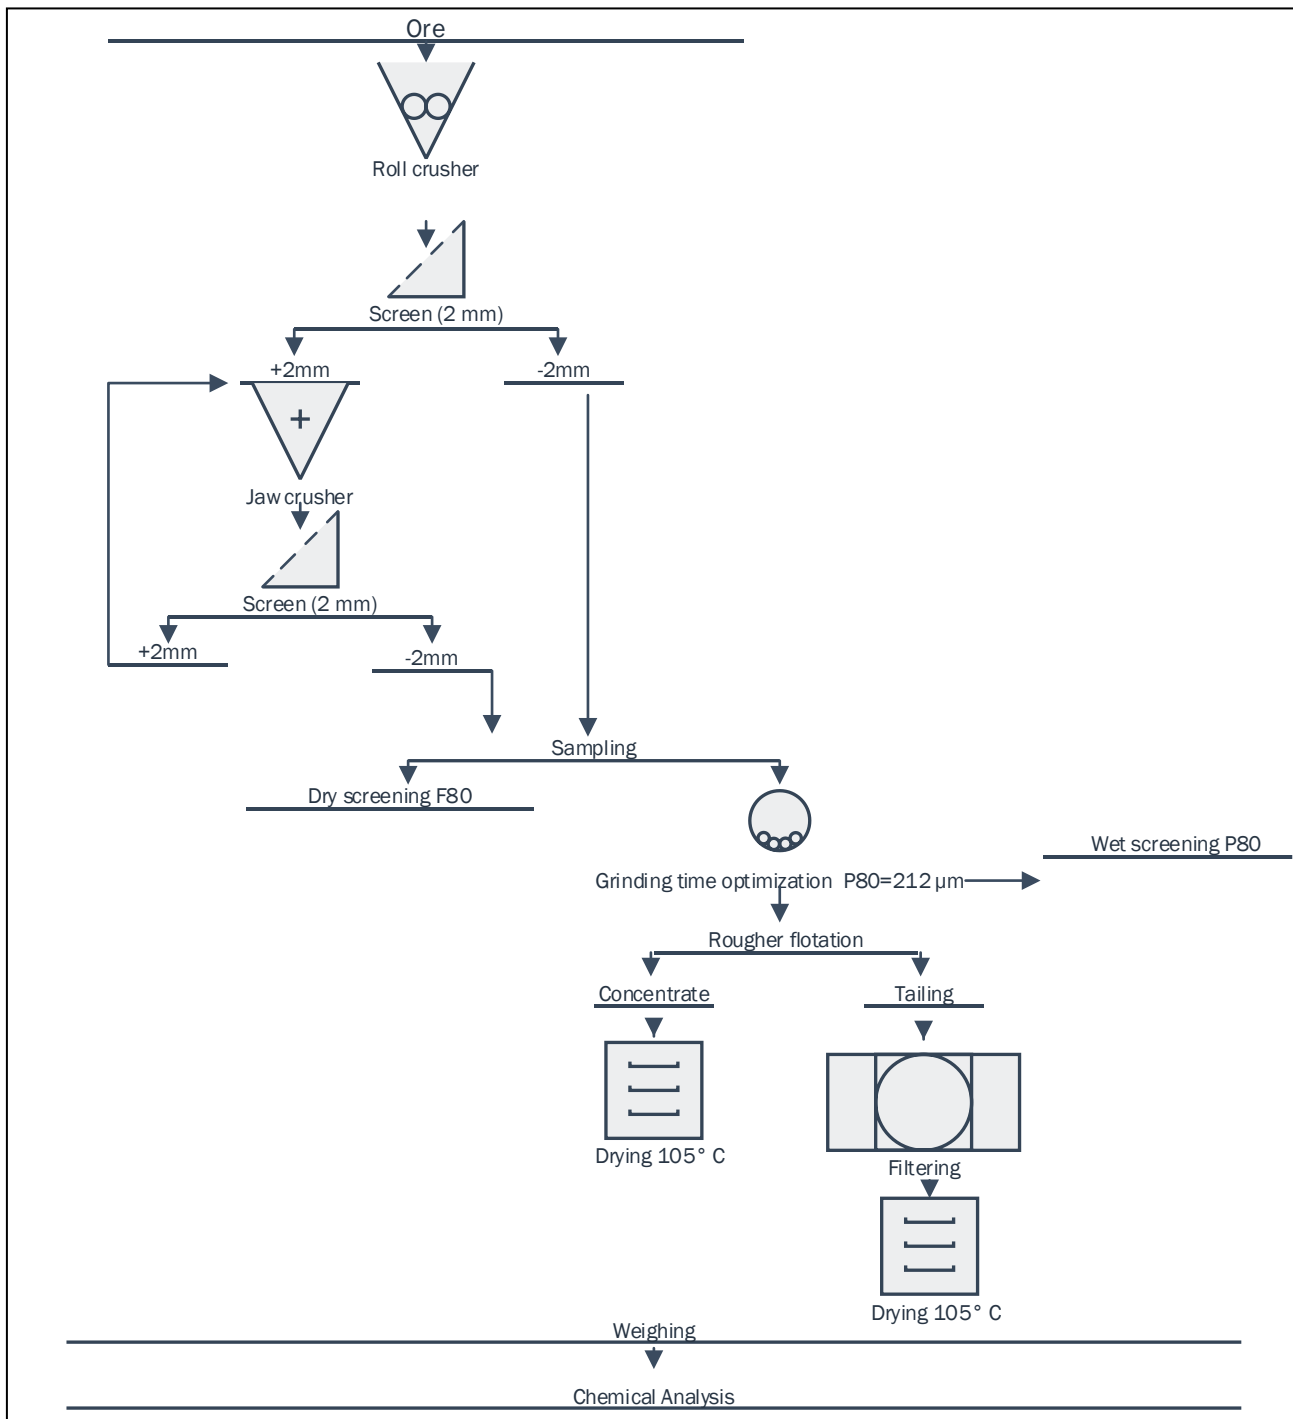 Ore
Roll crusher
Screen (2 mm)
+2mm
-2mm
+
Jaw crusher
Screen (2 mm)
+2mm
-2mm
Sampling
Dry screening F80
Wet screening P80
Grinding time optimization P80=212 µm
Rougher flotation
Concentrate
Tailing
Drying 105° C
Filtering
Drying 105° C
Weighing
Chemical Analysis